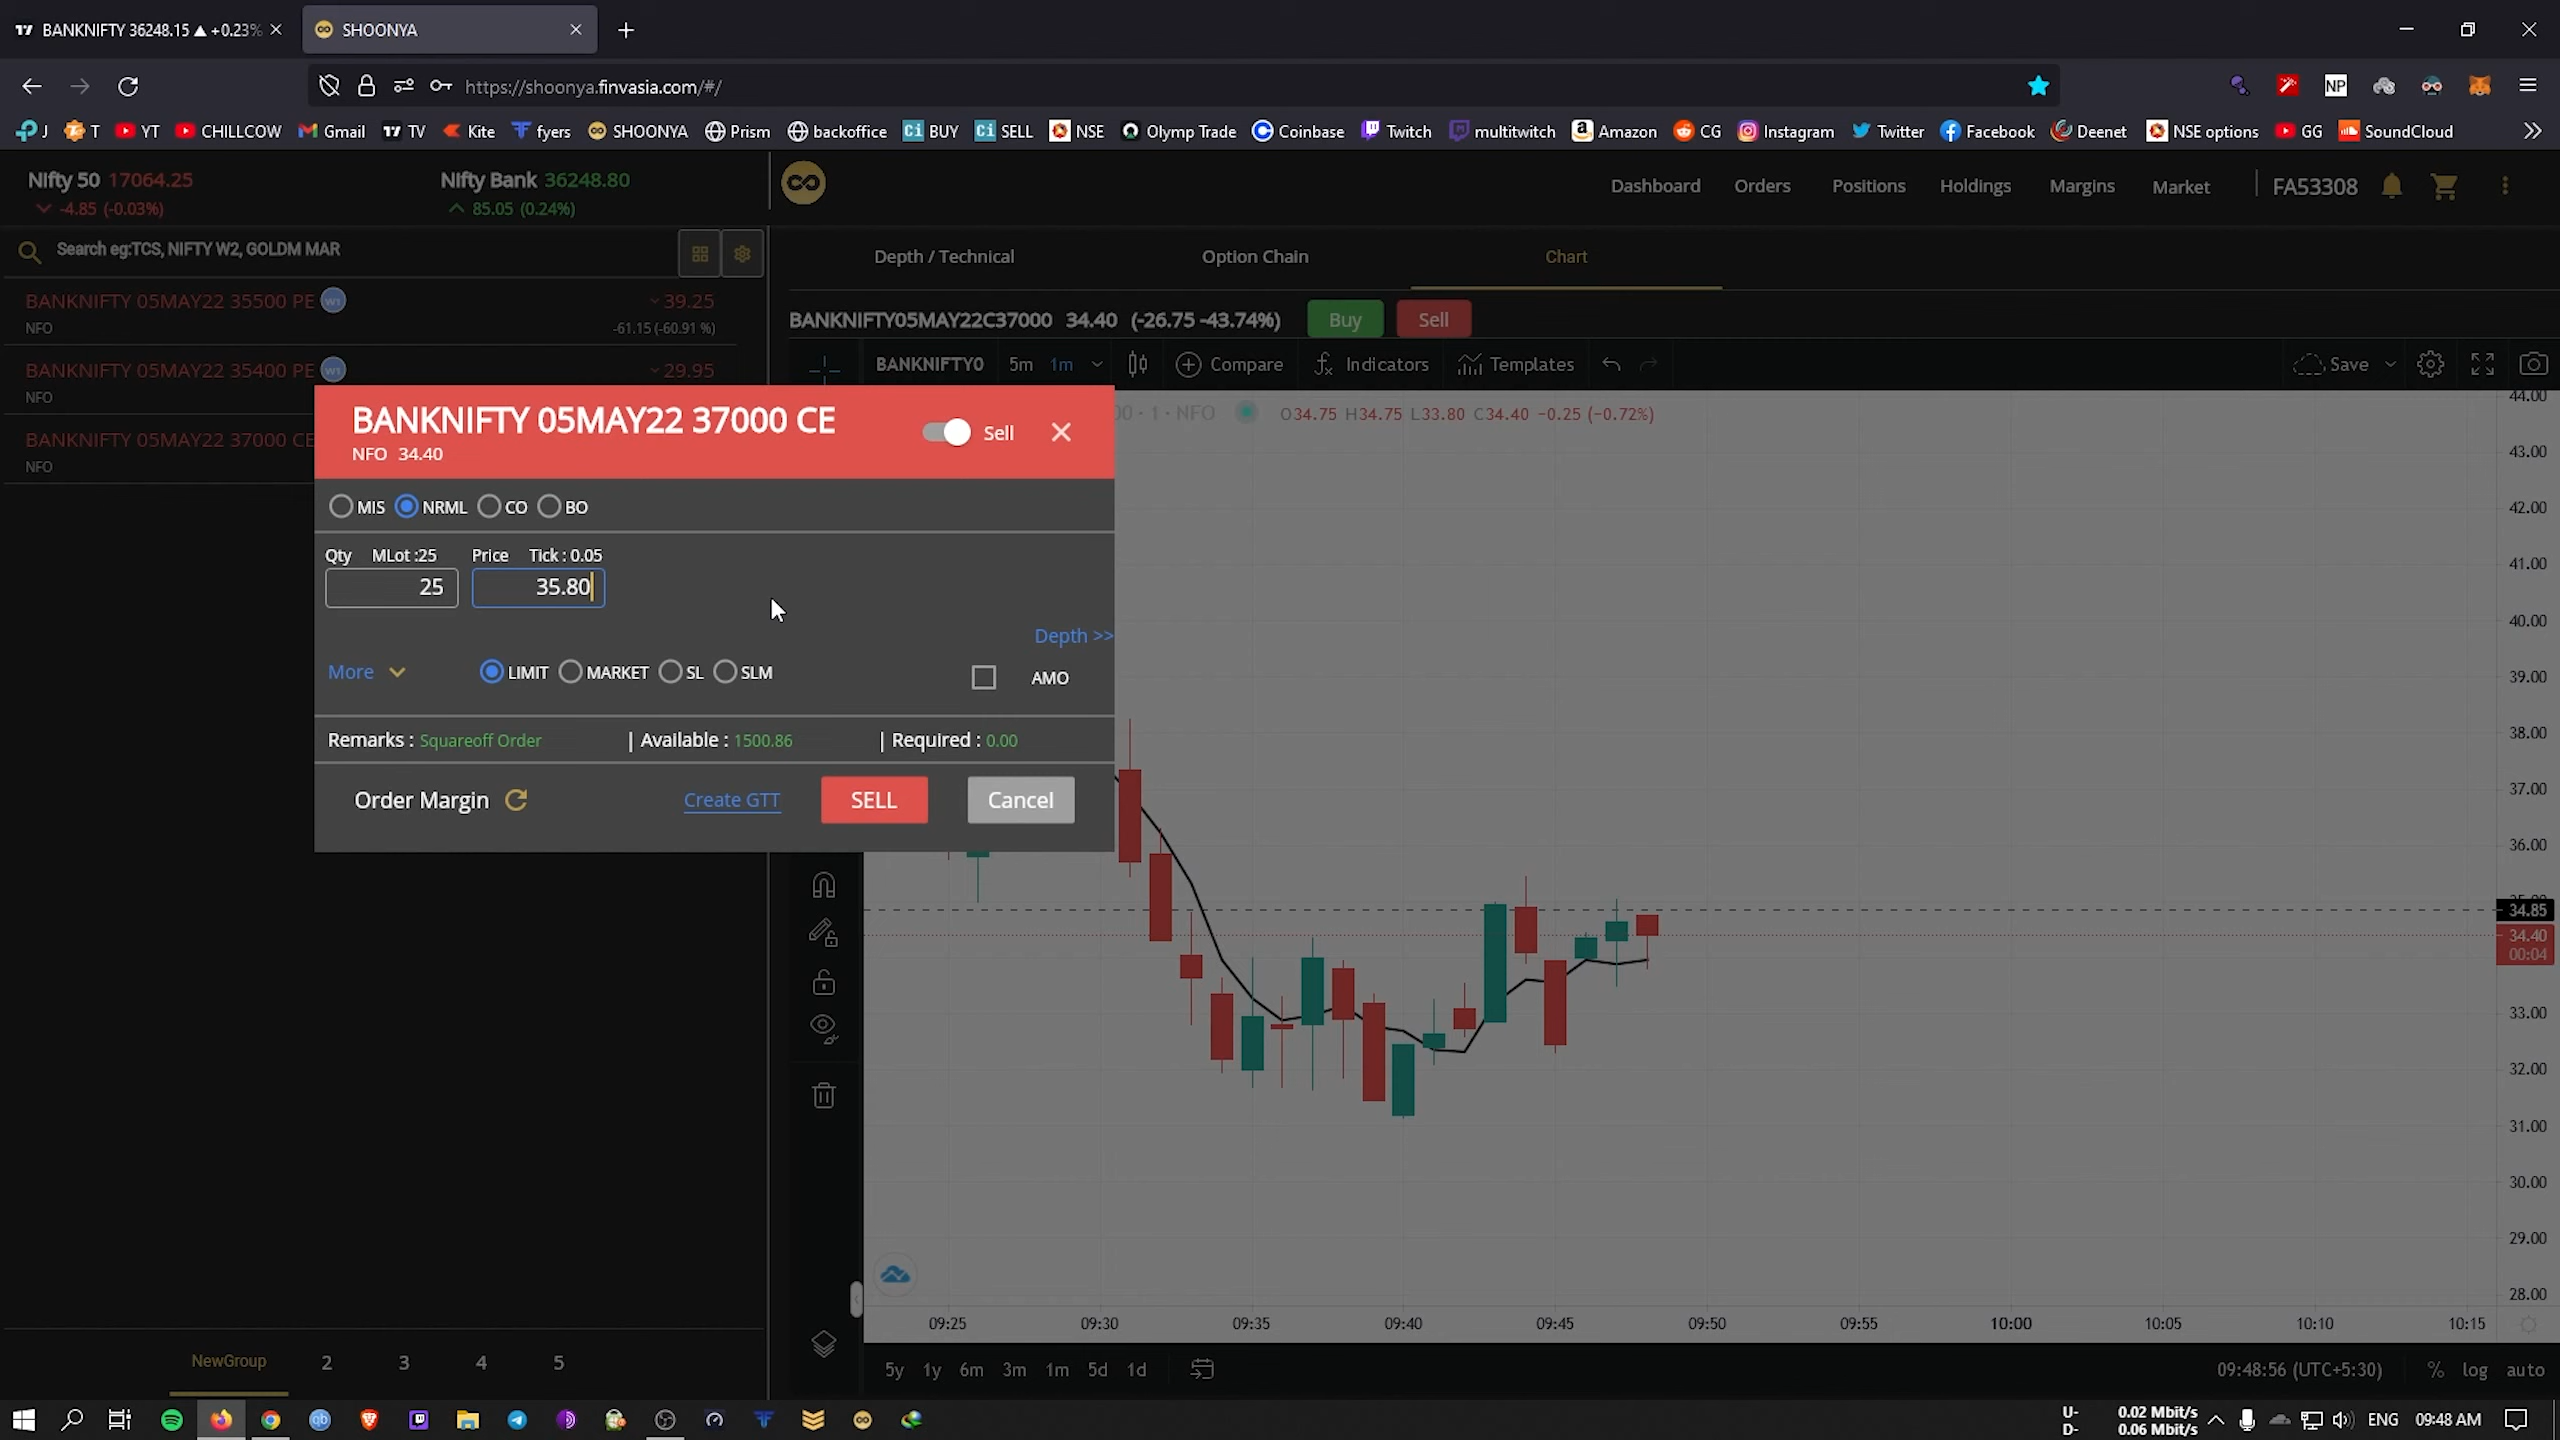 BANKNIFTY 36248.15 ▲ +0.23%
SHOONYA
https://shoonya.finvasia.com/#/
J T YT CHILLCOW Gmail TV Kite fyers SHOONYA Prism backoffice BUY SELL NSE Olymp Trade Coinbase Twitch multitwitch Amazon CG Instagram Twitter Facebook Deenet NSE options GG SoundCloud
Nifty 50 17064.25
-4.85 (-0.03%)
Nifty Bank 36248.80
85.05 (0.24%)
Dashboard Orders Positions Holdings Margins Market FA53308
Search eg:TCS, NIFTY W2, GOLDM MAR
Depth / Technical Option Chain Chart
BANKNIFTY 05MAY22 35500 PE W1 39.25
NFO -61.15 (-60.91 %)
BANKNIFTY05MAY22C37000 34.40 (-26.75 -43.74%) Buy Sell
BANKNIFTY 05MAY22 35400 PE W1 29.95
NFO
BANKNIFTY0 5m 1m Compare Indicators Templates Save
BANKNIFTY 05MAY22 37000 CE
NFO
00 · 1 · NFO O34.75 H34.75 L33.80 C34.40 -0.25 (-0.72%)
BANKNIFTY 05MAY22 37000 CE
NFO 34.40
Sell
MIS NRML CO BO
Qty MLot :25 Price Tick : 0.05
25 35.80
Depth >>
More LIMIT MARKET SL SLM AMO
Remarks : Squareoff Order | Available : 1500.86 | Required : 0.00
Order Margin Create GTT SELL Cancel
44.00
43.00
42.00
41.00
40.00
39.00
38.00
37.00
36.00
34.85
34.40
00:04
33.00
32.00
31.00
30.00
29.00
28.00
09:25 09:30 09:35 09:40 09:45 09:50 09:55 10:00 10:05 10:10 10:15
NewGroup 2 3 4 5
5y 1y 6m 3m 1m 5d 1d
09:48:56 (UTC+5:30) % log auto
U- 0.02 Mbit/s
D- 0.06 Mbit/s
ENG 09:48 AM